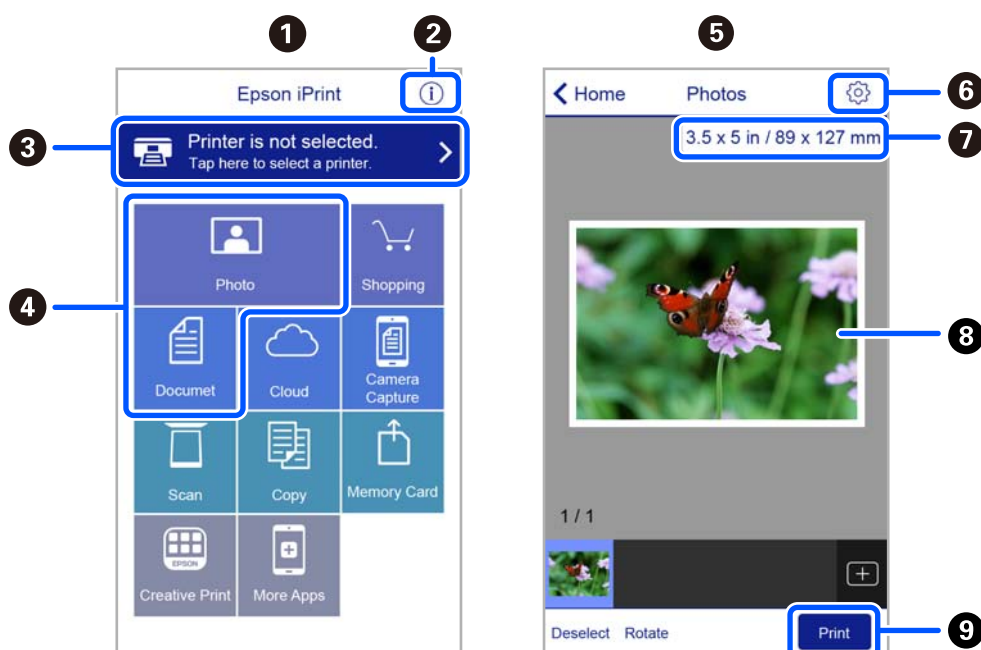 1
2
Epson iPrint
3
Printer is not selected.
Tap here to select a printer.
4
Photo
Shopping
Documet
Cloud
Camera
Capture
Scan
Copy
Memory Card
EPSON
Creative Print
More Apps
5
Home
Photos
6
3.5 x 5 in / 89 x 127 mm
7
8
1 / 1
Deselect
Rotate
Print
9